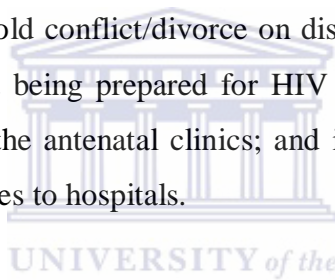 old conflict/divorce on dis
being prepared for HIV
the antenatal clinics; and i
es to hospitals.
UNIVERSITY of the